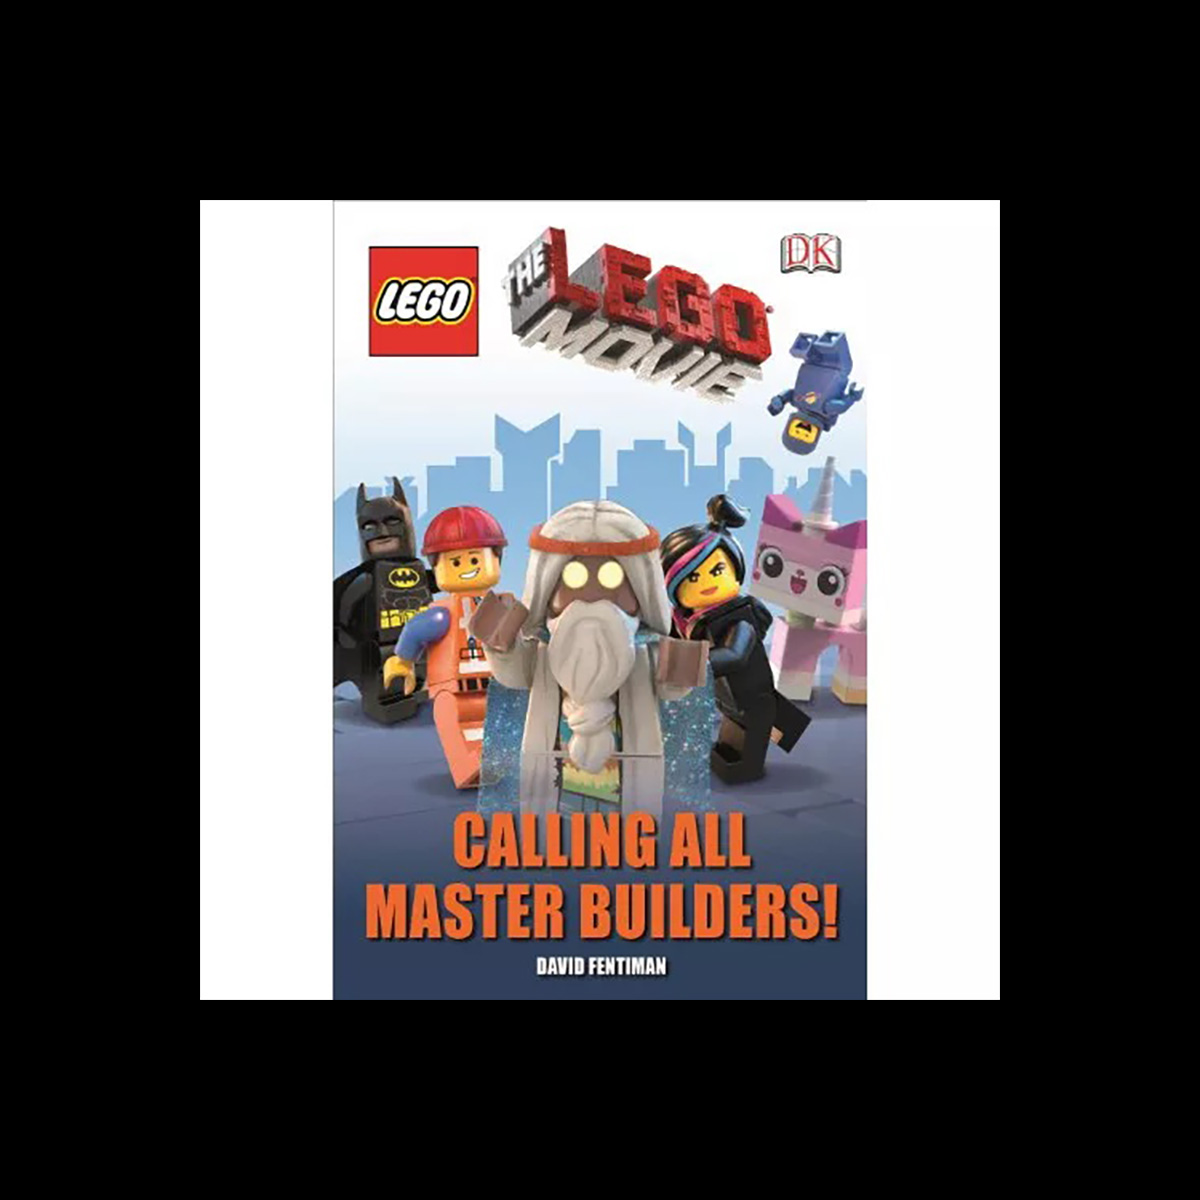 LEGO
THE
LEGO
MOVIE
DK
CALLING ALL
MASTER BUILDERS!
DAVID FENTIMAN